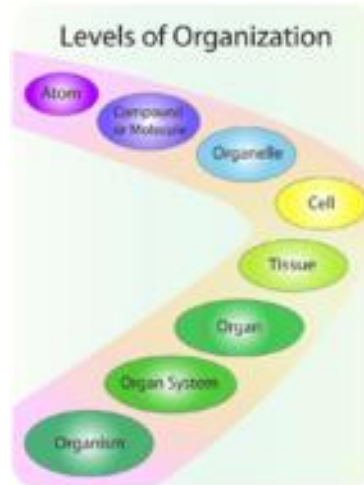 Levels of Organization
Atom
Compound
or Molecule
Organelle
Cell
Tissue
Organ
Organ System
Organism